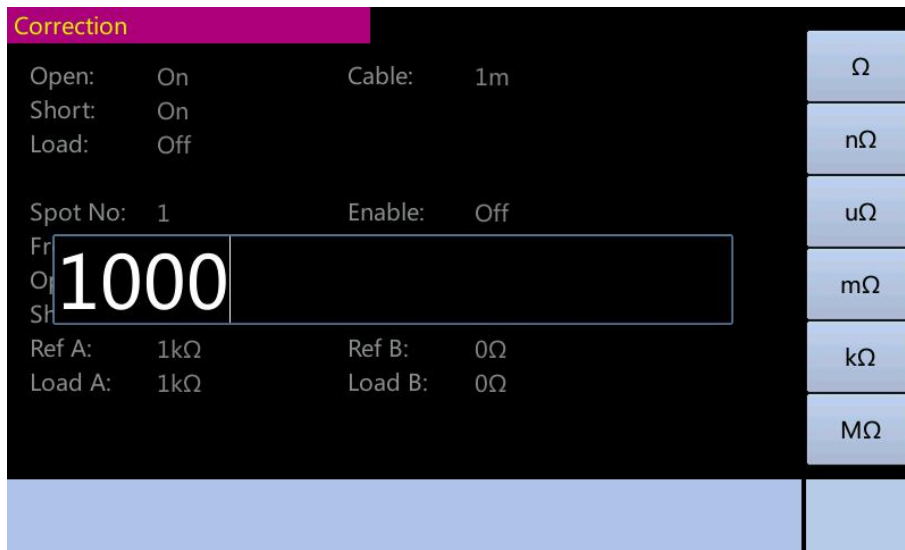 Correction
Open: On Cable: 1m
Short: On
Load: Off
Spot No: 1 Enable: Off
1000
Ref A: 1kΩ Ref B: 0Ω
Load A: 1kΩ Load B: 0Ω
Ω
nΩ
uΩ
mΩ
kΩ
MΩ